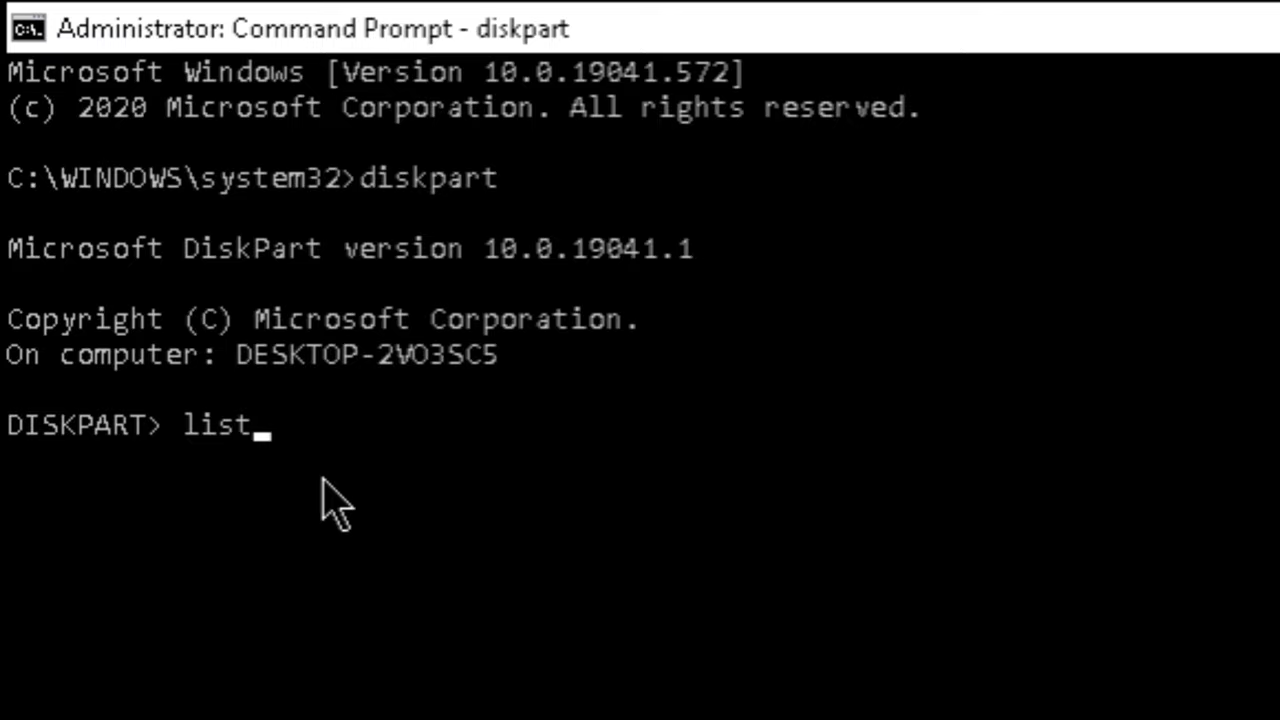 Administrator: Command Prompt - diskpart
Microsoft Windows [Version 10.0.19041.572]
(c) 2020 Microsoft Corporation. All rights reserved.
C:\WINDOWS\system32>diskpart
Microsoft DiskPart version 10.0.19041.1
Copyright (C) Microsoft Corporation.
On computer: DESKTOP-2VO3SC5
DISKPART> list